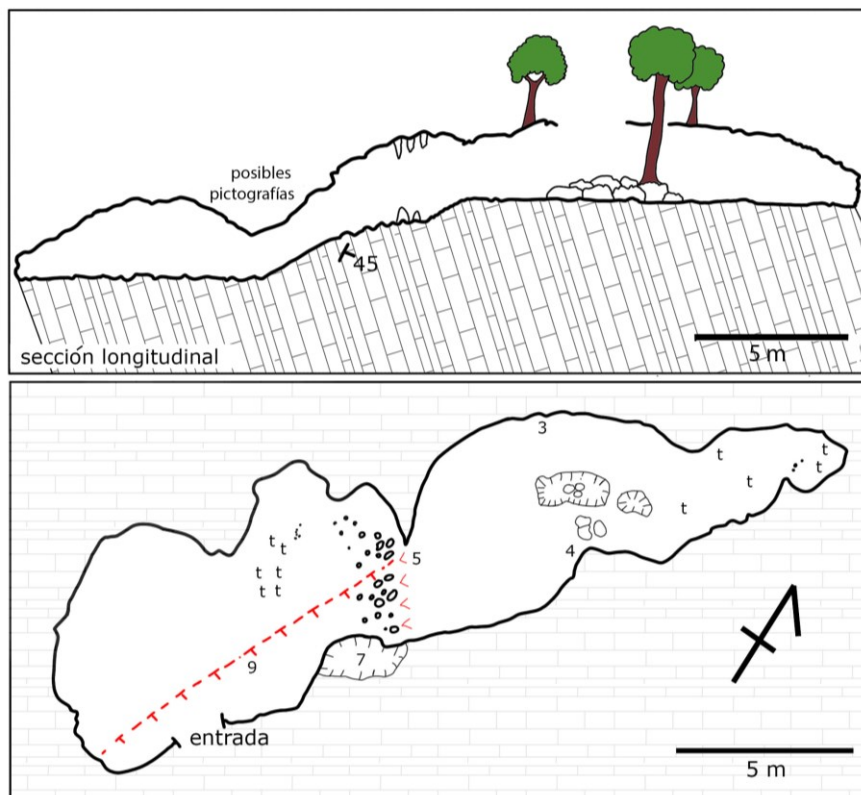 posibles
pictografías
45
sección longitudinal
5 m
3
t
t
t
t
t
5
4
t
t
t t
t t
9
7
entrada
5 m